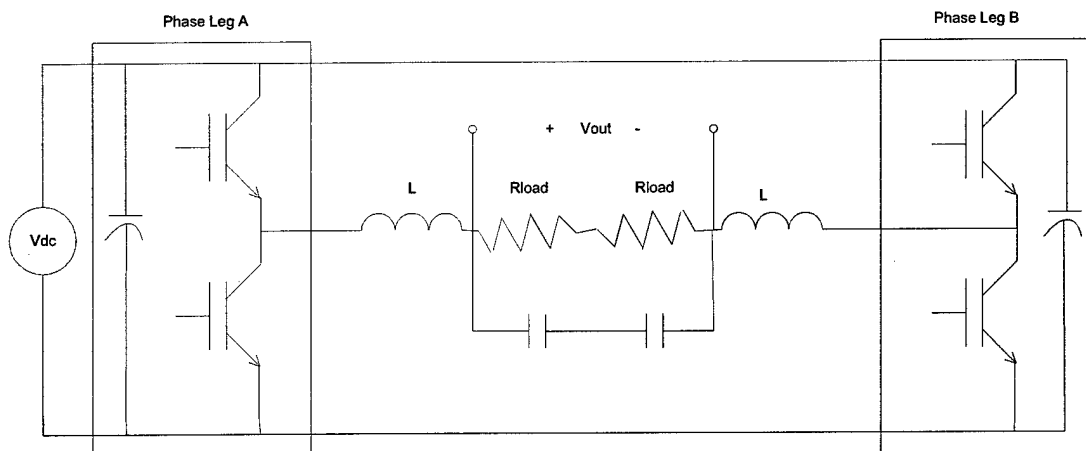 Phase Leg A
Phase Leg B
+ Vout -
L
Rload
Rload
L
Vdc